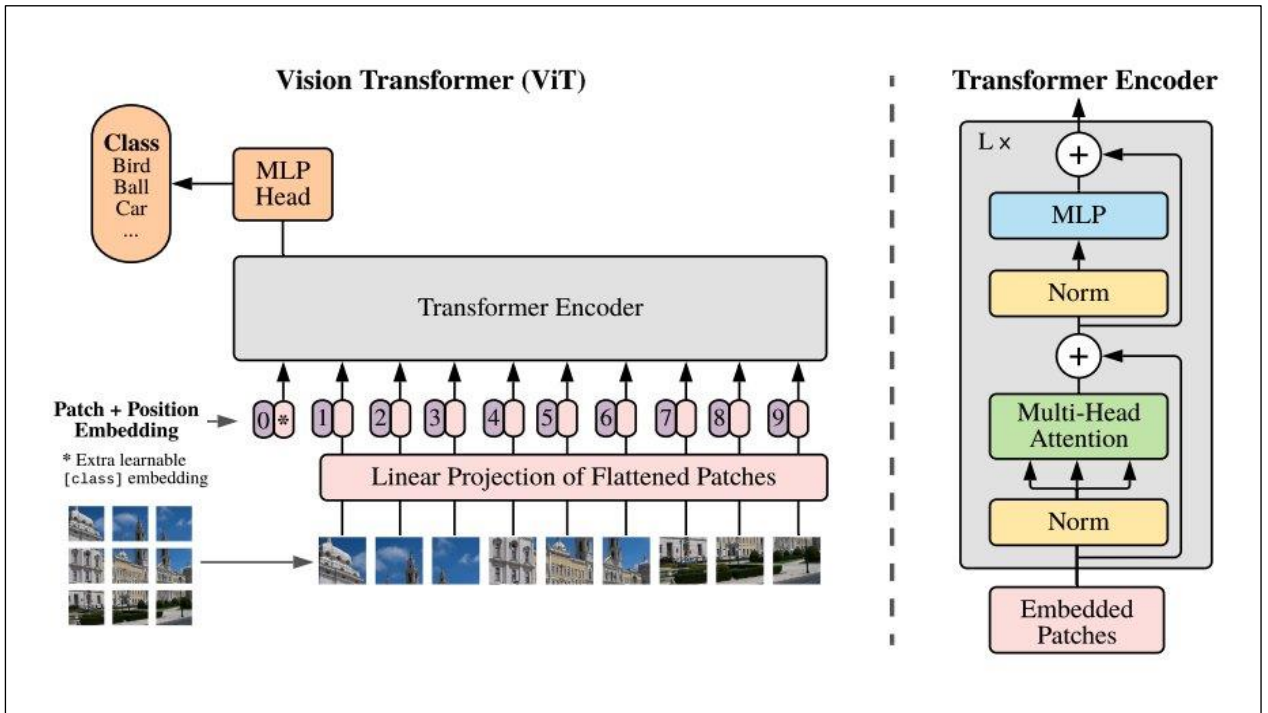 Vision Transformer (ViT)
Class
Bird
Ball
Car
...
MLP
Head
Transformer Encoder
Patch + Position
Embedding
0 * 1 2 3 4 5 6 7 8 9
* Extra learnable
[class] embedding
Linear Projection of Flattened Patches
Transformer Encoder
L ×
+
MLP
Norm
+
Multi-Head
Attention
Norm
Embedded
Patches